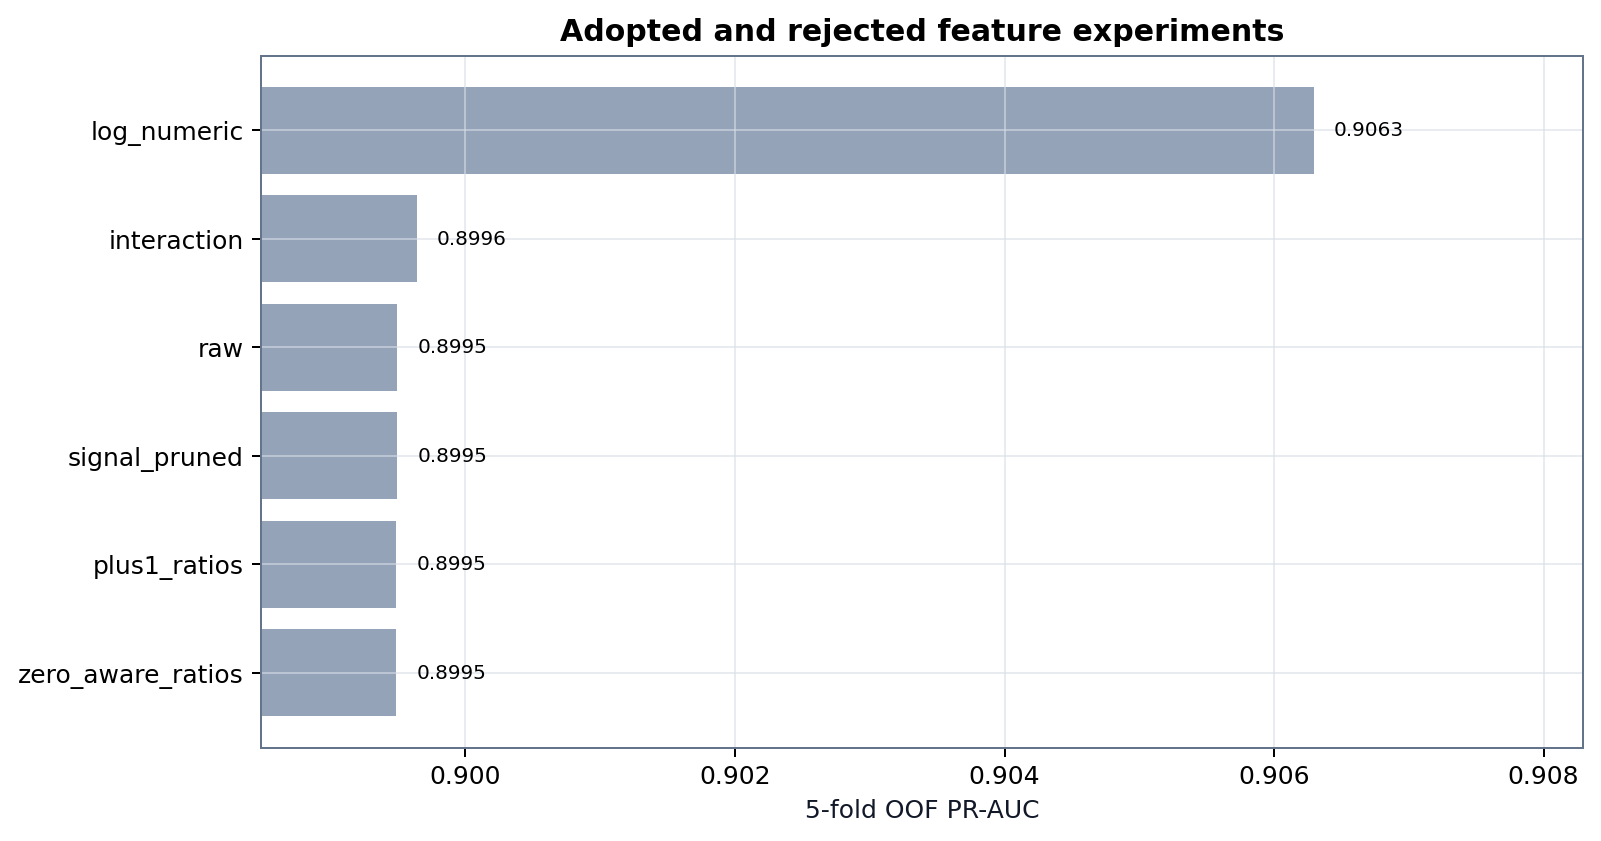 Adopted and rejected feature experiments
log_numeric
0.9063
interaction
0.8996
raw
0.8995
signal_pruned
0.8995
plus1_ratios
0.8995
zero_aware_ratios
0.8995
0.900 0.902 0.904 0.906 0.908
5-fold OOF PR-AUC